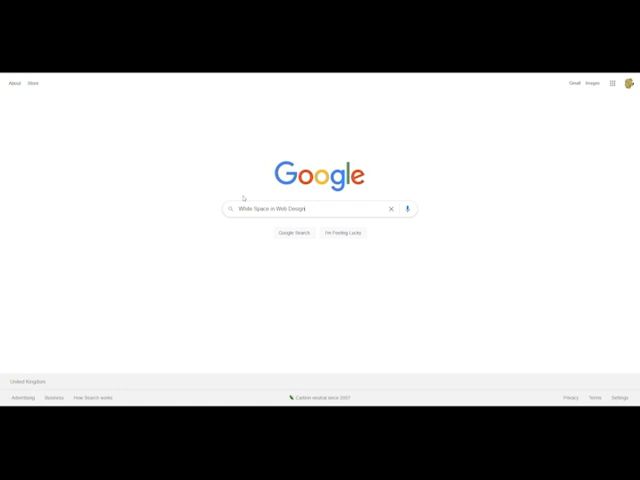 About Store Gmail Images
Google
White Space in Web Design
Google Search I'm Feeling Lucky
United Kingdom
Advertising Business How Search works Carbon neutral since 2007 Privacy Terms Settings